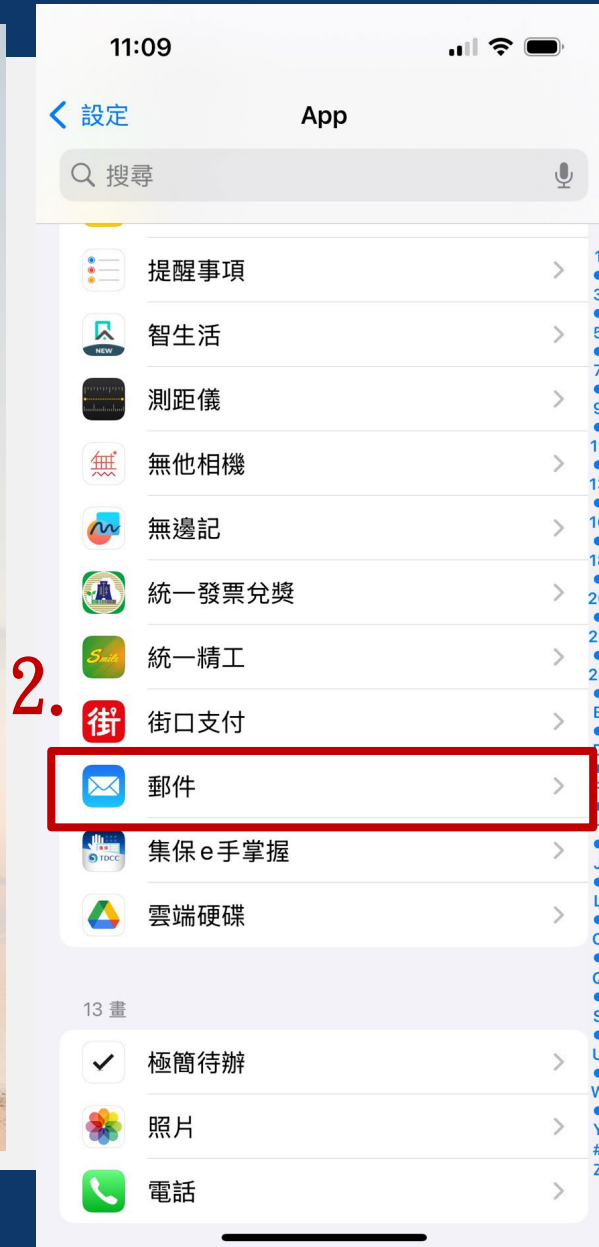 11:09
設定
App
搜尋
提醒事項
NEW
智生活
測距儀
無
無他相機
無邊記
統一發票兌獎
Smile
統一精工
2.
街
街口支付
郵件
TDCC
集保e手掌握
雲端硬碟
13 畫
極簡待辦
照片
電話